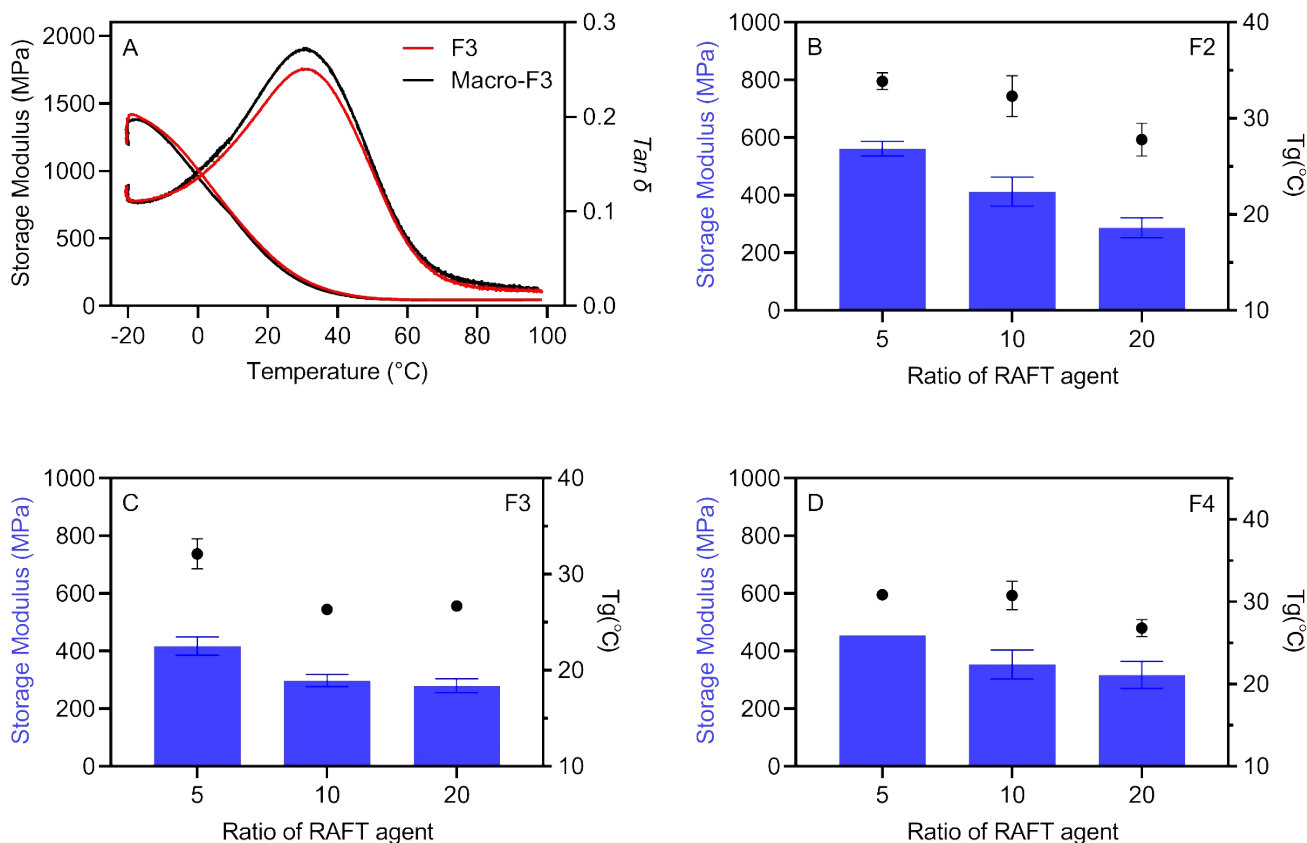 A
F3
Macro-F3
Storage Modulus (MPa)
2000
1500
1000
500
0
0.3
0.2
0.1
0.0
Tan δ
-20 0 20 40 60 80 100
Temperature (°C)
B
F2
Storage Modulus (MPa)
1000
800
600
400
200
0
40
30
20
10
Tg(°C)
5 10 20
Ratio of RAFT agent
C
F3
Storage Modulus (MPa)
1000
800
600
400
200
0
40
30
20
10
Tg(°C)
5 10 20
Ratio of RAFT agent
D
F4
Storage Modulus (MPa)
1000
800
600
400
200
0
40
30
20
10
Tg(°C)
5 10 20
Ratio of RAFT agent